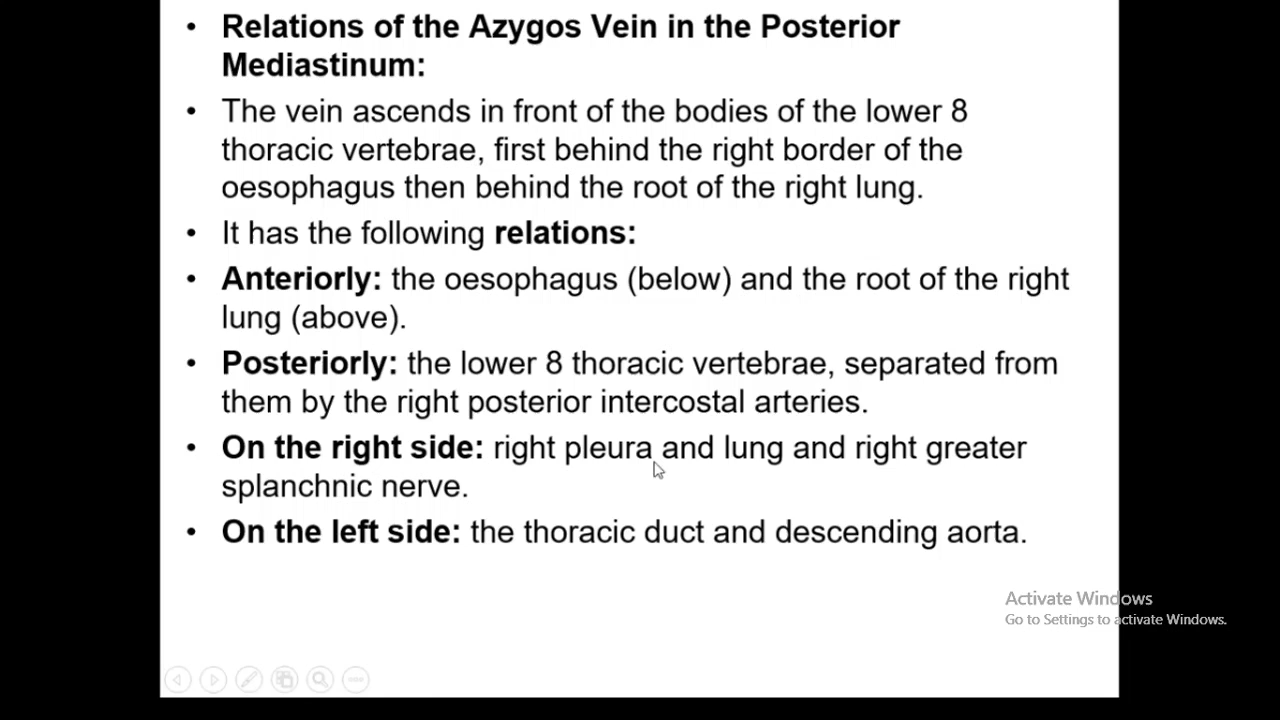 • Relations of the Azygos Vein in the Posterior
Mediastinum:
• The vein ascends in front of the bodies of the lower 8
thoracic vertebrae, first behind the right border of the
oesophagus then behind the root of the right lung.
• It has the following relations:
• Anteriorly: the oesophagus (below) and the root of the right
lung (above).
• Posteriorly: the lower 8 thoracic vertebrae, separated from
them by the right posterior intercostal arteries.
• On the right side: right pleura and lung and right greater
splanchnic nerve.
• On the left side: the thoracic duct and descending aorta.
Activate Windows
Go to Settings to activate Windows.